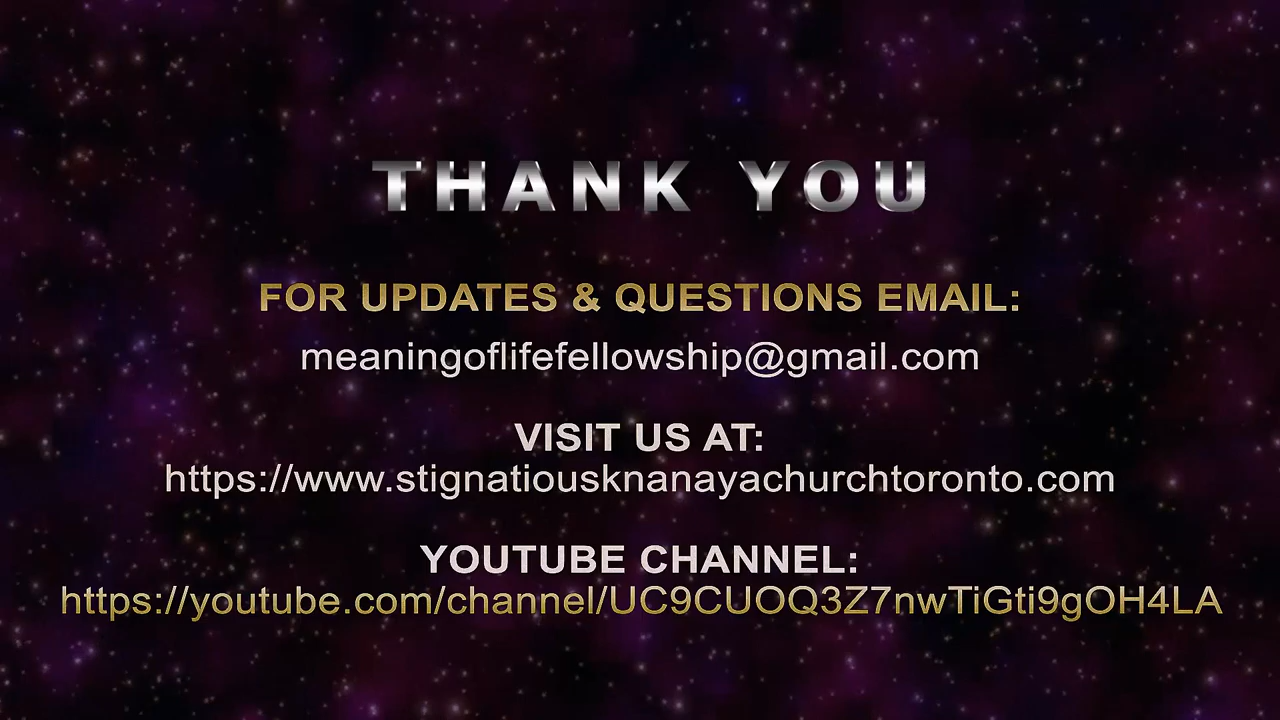 THANK YOU
FOR UPDATES & QUESTIONS EMAIL:
meaningoflifefellowship@gmail.com
VISIT US AT:
https://www.stignatiousknanayachurchtoronto.com
YOUTUBE CHANNEL:
https://youtube.com/channel/UC9CUOQ3Z7nwTiGti9gOH4LA